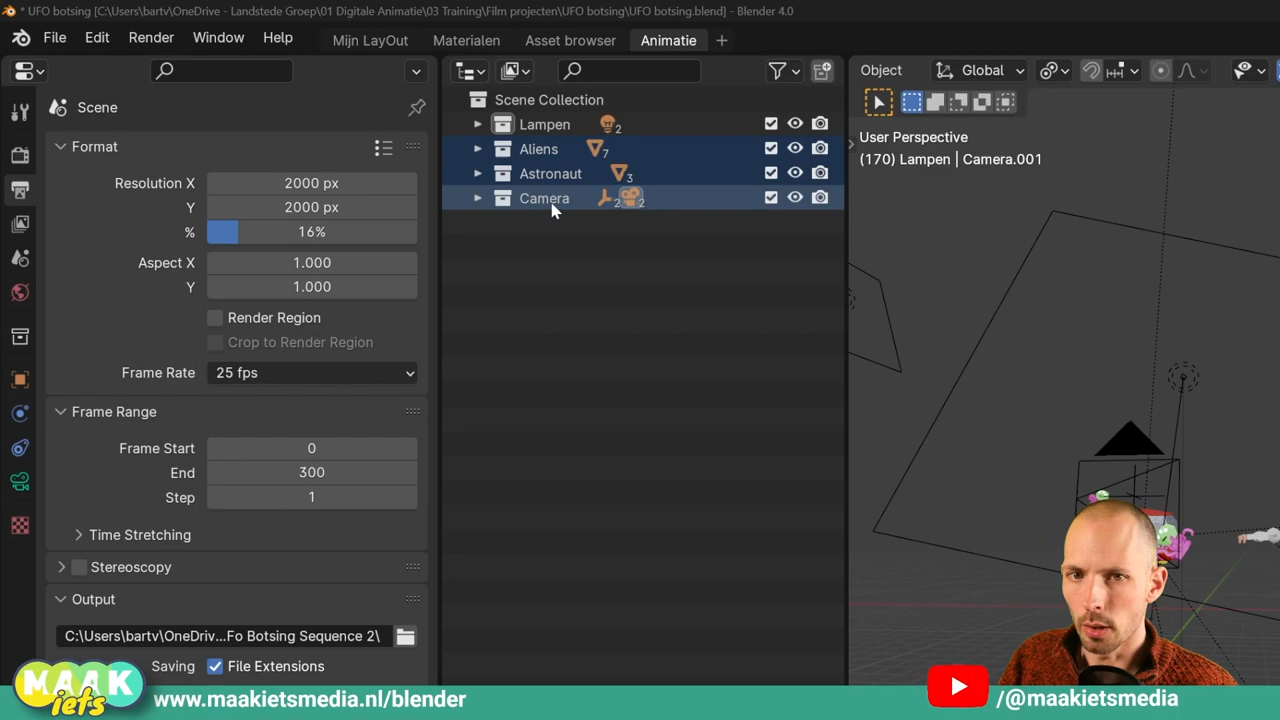 * UFO botsing [C:\Users\bartv\OneDrive - Landstede Groep\01 Digitale Animatie\03 Training\Film projecten\UFO botsing\UFO botsing.blend] - Blender 4.0
File Edit Render Window Help Mijn LayOut Materialen Asset browser Animatie +
Object Global
Scene
Format
Resolution X 2000 px
Y 2000 px
% 16%
Aspect X 1.000
Y 1.000
Render Region
Crop to Render Region
Frame Rate 25 fps
Frame Range
Frame Start 0
End 300
Step 1
Time Stretching
Stereoscopy
Output
C:\Users\bartv\OneDriv...Fo Botsing Sequence 2\
Saving File Extensions
Scene Collection
Lampen 2
Aliens 7
Astronaut 3
Camera 2 2
User Perspective
(170) Lampen | Camera.001
MAAK
iets
www.maakietsmedia.nl/blender
/@maakietsmedia